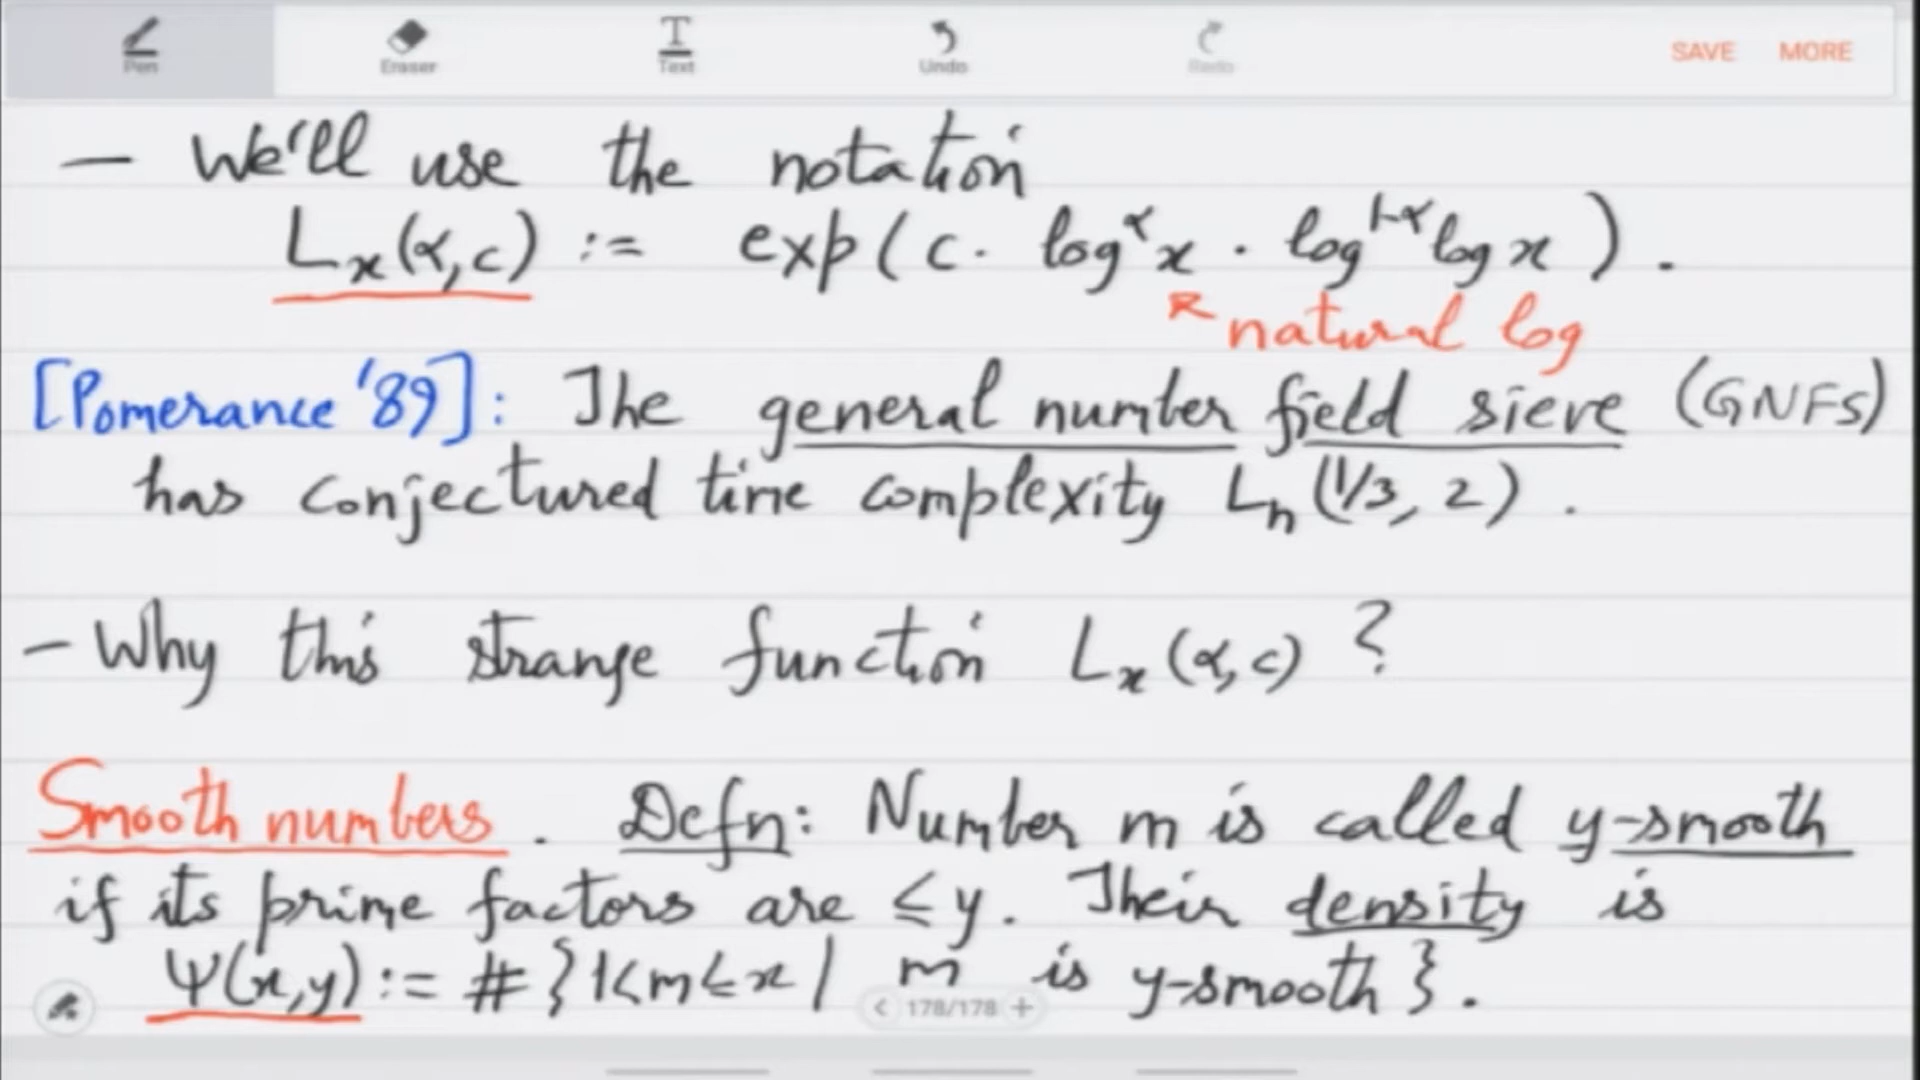 Pen Eraser Text Undo Redo SAVE MORE
— We'll use the notation
Lₓ(α,c) := exp( c. log^α x . log^{1-α} log x ) .
natural log
[Pomerance '89]: The general number field sieve (GNFS)
has conjectured time complexity Lₙ(1/3, 2) .
- Why this strange function Lₓ(α,c) ?
Smooth numbers . Defn: Number m is called y-smooth
if its prime factors are ≤y. Their density is
Ψ(x,y) := #{1<m≤x | m is y-smooth}.
< 178/178 +